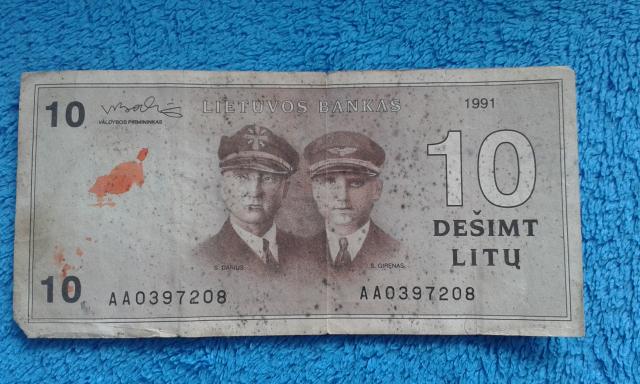 10
LIETUVOS BANKAS
1991
VALDYBOS PIRMININKAS
10
DEŠIMT
LITŲ
S. DARIUS
S. GIRĖNAS
10
AA0397208
AA0397208